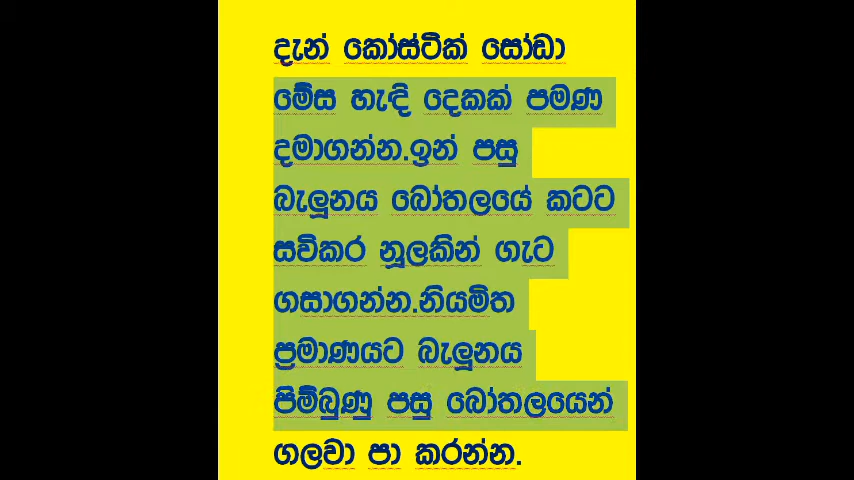 දැන් කෝස්ටික් සෝඩා
මේස හැඳි දෙකක් පමණ
දමාගන්න.ඉන් පසු
බැලූනය බෝතලයේ කටට
සවිකර නූලකින් ගැට
ගසාගන්න.නියමිත
ප්‍රමාණයට බැලූනය
පිම්බුණු පසු බෝතලයෙන්
ගලවා පා කරන්න.